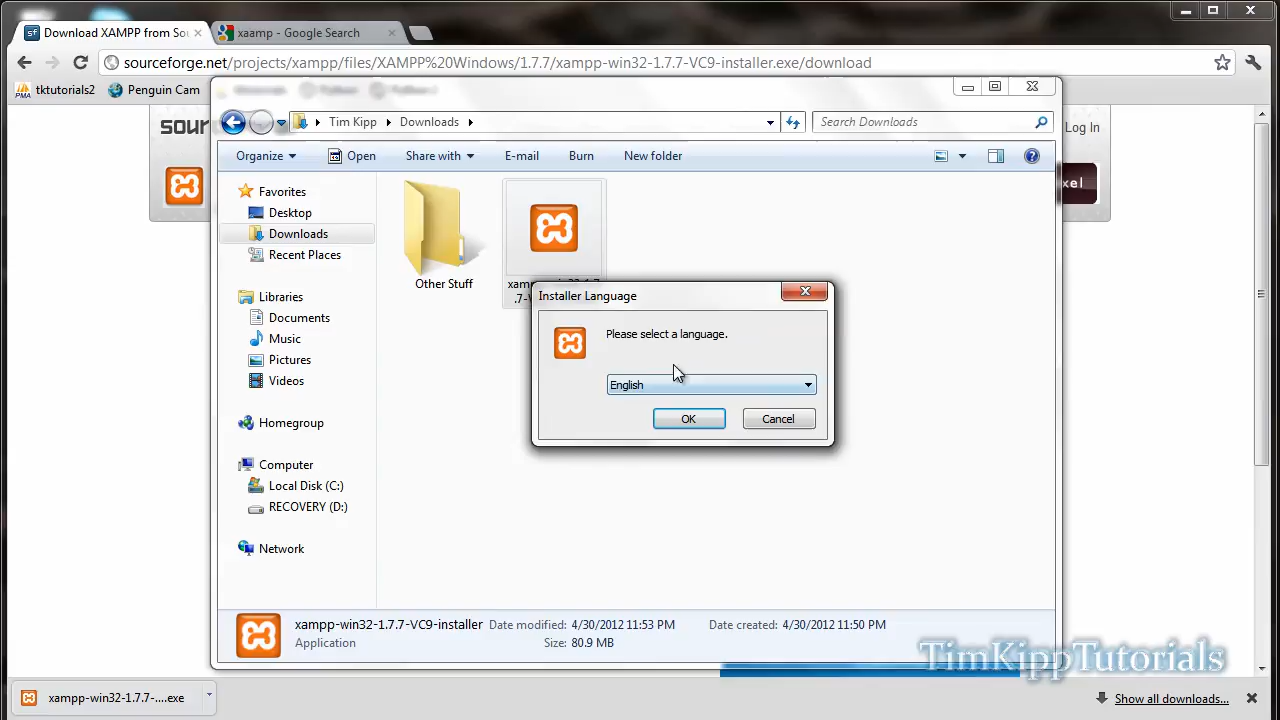 Download XAMPP from Sou
xaamp - Google Search
sourceforge.net/projects/xampp/files/XAMPP%20Windows/1.7.7/xampp-win32-1.7.7-VC9-installer.exe/download
tktutorials2
Penguin Cam
sour
Log In
xel
Tim Kipp
Downloads
Search Downloads
Organize
Open
Share with
E-mail
Burn
New folder
Favorites
Desktop
Downloads
Recent Places
Libraries
Documents
Music
Pictures
Videos
Homegroup
Computer
Local Disk (C:)
RECOVERY (D:)
Network
Other Stuff
Installer Language
Please select a language.
English
OK
Cancel
xampp-win32-1.7.7-VC9-installer
Date modified: 4/30/2012 11:53 PM
Date created: 4/30/2012 11:50 PM
Application
Size: 80.9 MB
TimKippTutorials
xampp-win32-1.7.7-....exe
Show all downloads...